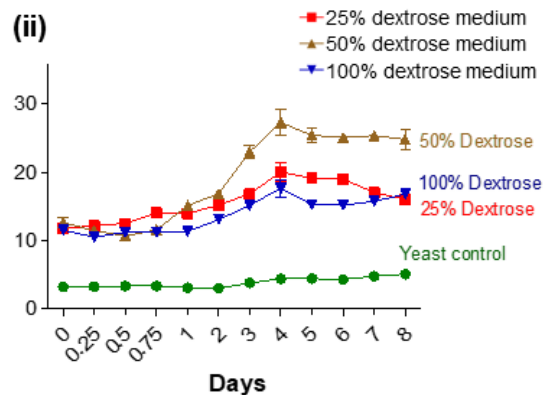 (ii)
25% dextrose medium
50% dextrose medium
100% dextrose medium
30
20
10
0
50% Dextrose
100% Dextrose
25% Dextrose
Yeast control
0
0.25
0.5
0.75
1
2
3
4
5
6
7
8
Days